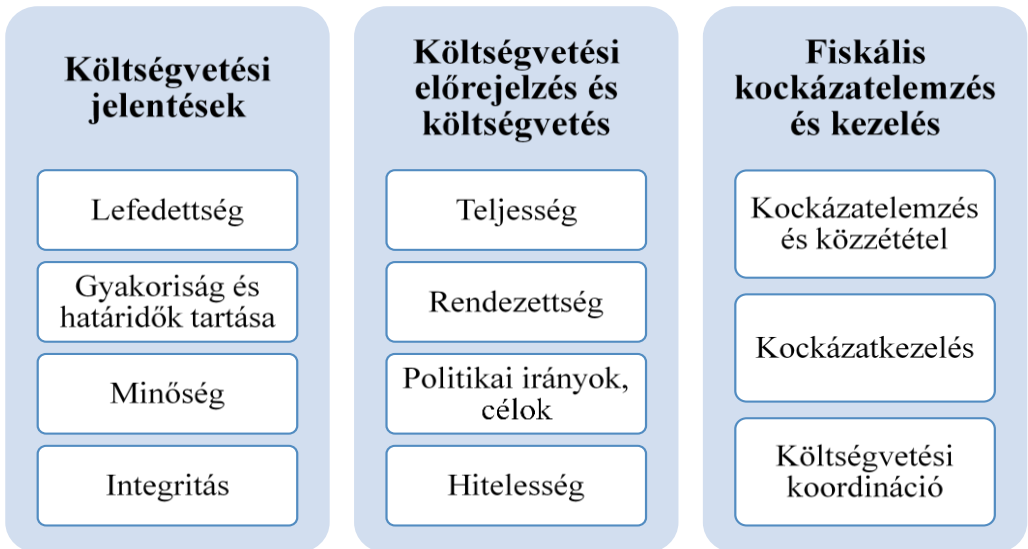 Költségvetési
jelentések
Lefedettség
Gyakoriság és
határidők tartása
Minőség
Integritás
Költségvetési
előrejelzés és
költségvetés
Teljesség
Rendezettség
Politikai irányok,
célok
Hitelesség
Fiskális
kockázatelemzés
és kezelés
Kockázatelemzés
és közzététel
Kockázatkezelés
Költségvetési
koordináció